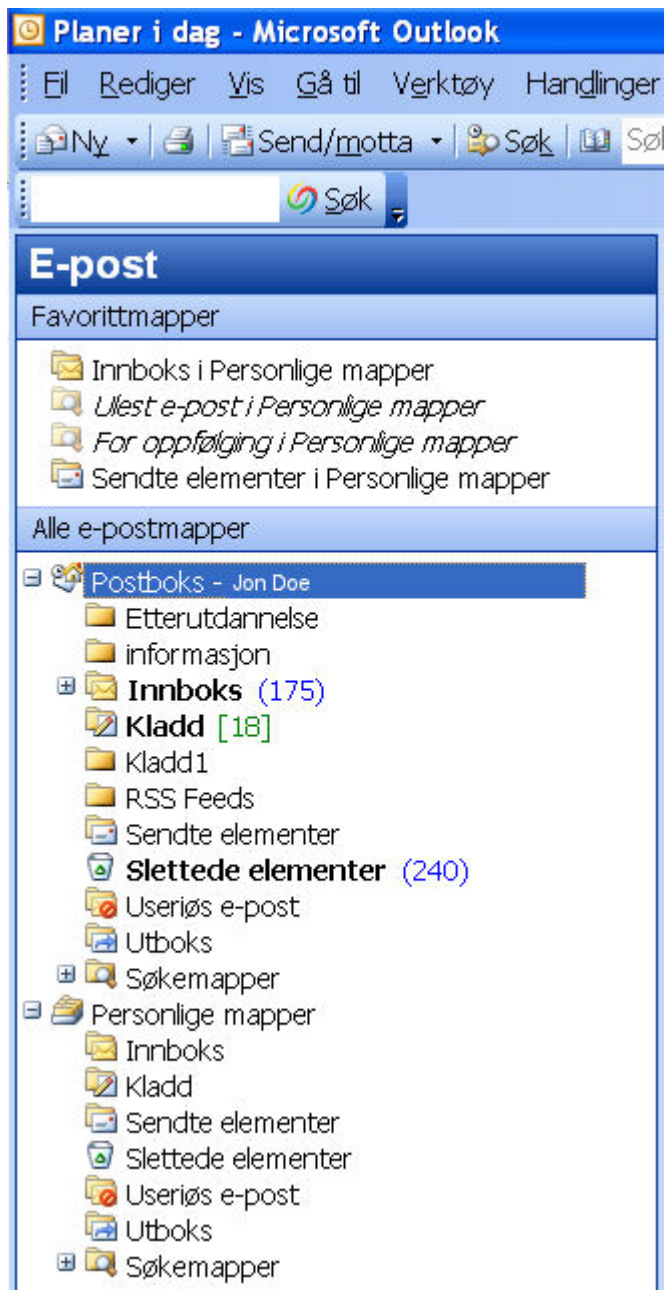 Planer i dag - Microsoft Outlook
Fil Rediger Vis Gå til Verktøy Handlinger
Ny Send/motta Søk Søl
Søk
E-post
Favorittmapper
Innboks i Personlige mapper
Ulest e-post i Personlige mapper
For oppfølging i Personlige mapper
Sendte elementer i Personlige mapper
Alle e-postmapper
Postboks - Jon Doe
Etterutdannelse
informasjon
Innboks (175)
Kladd [18]
Kladd1
RSS Feeds
Sendte elementer
Slettede elementer (240)
Useriøs e-post
Utboks
Søkemapper
Personlige mapper
Innboks
Kladd
Sendte elementer
Slettede elementer
Useriøs e-post
Utboks
Søkemapper